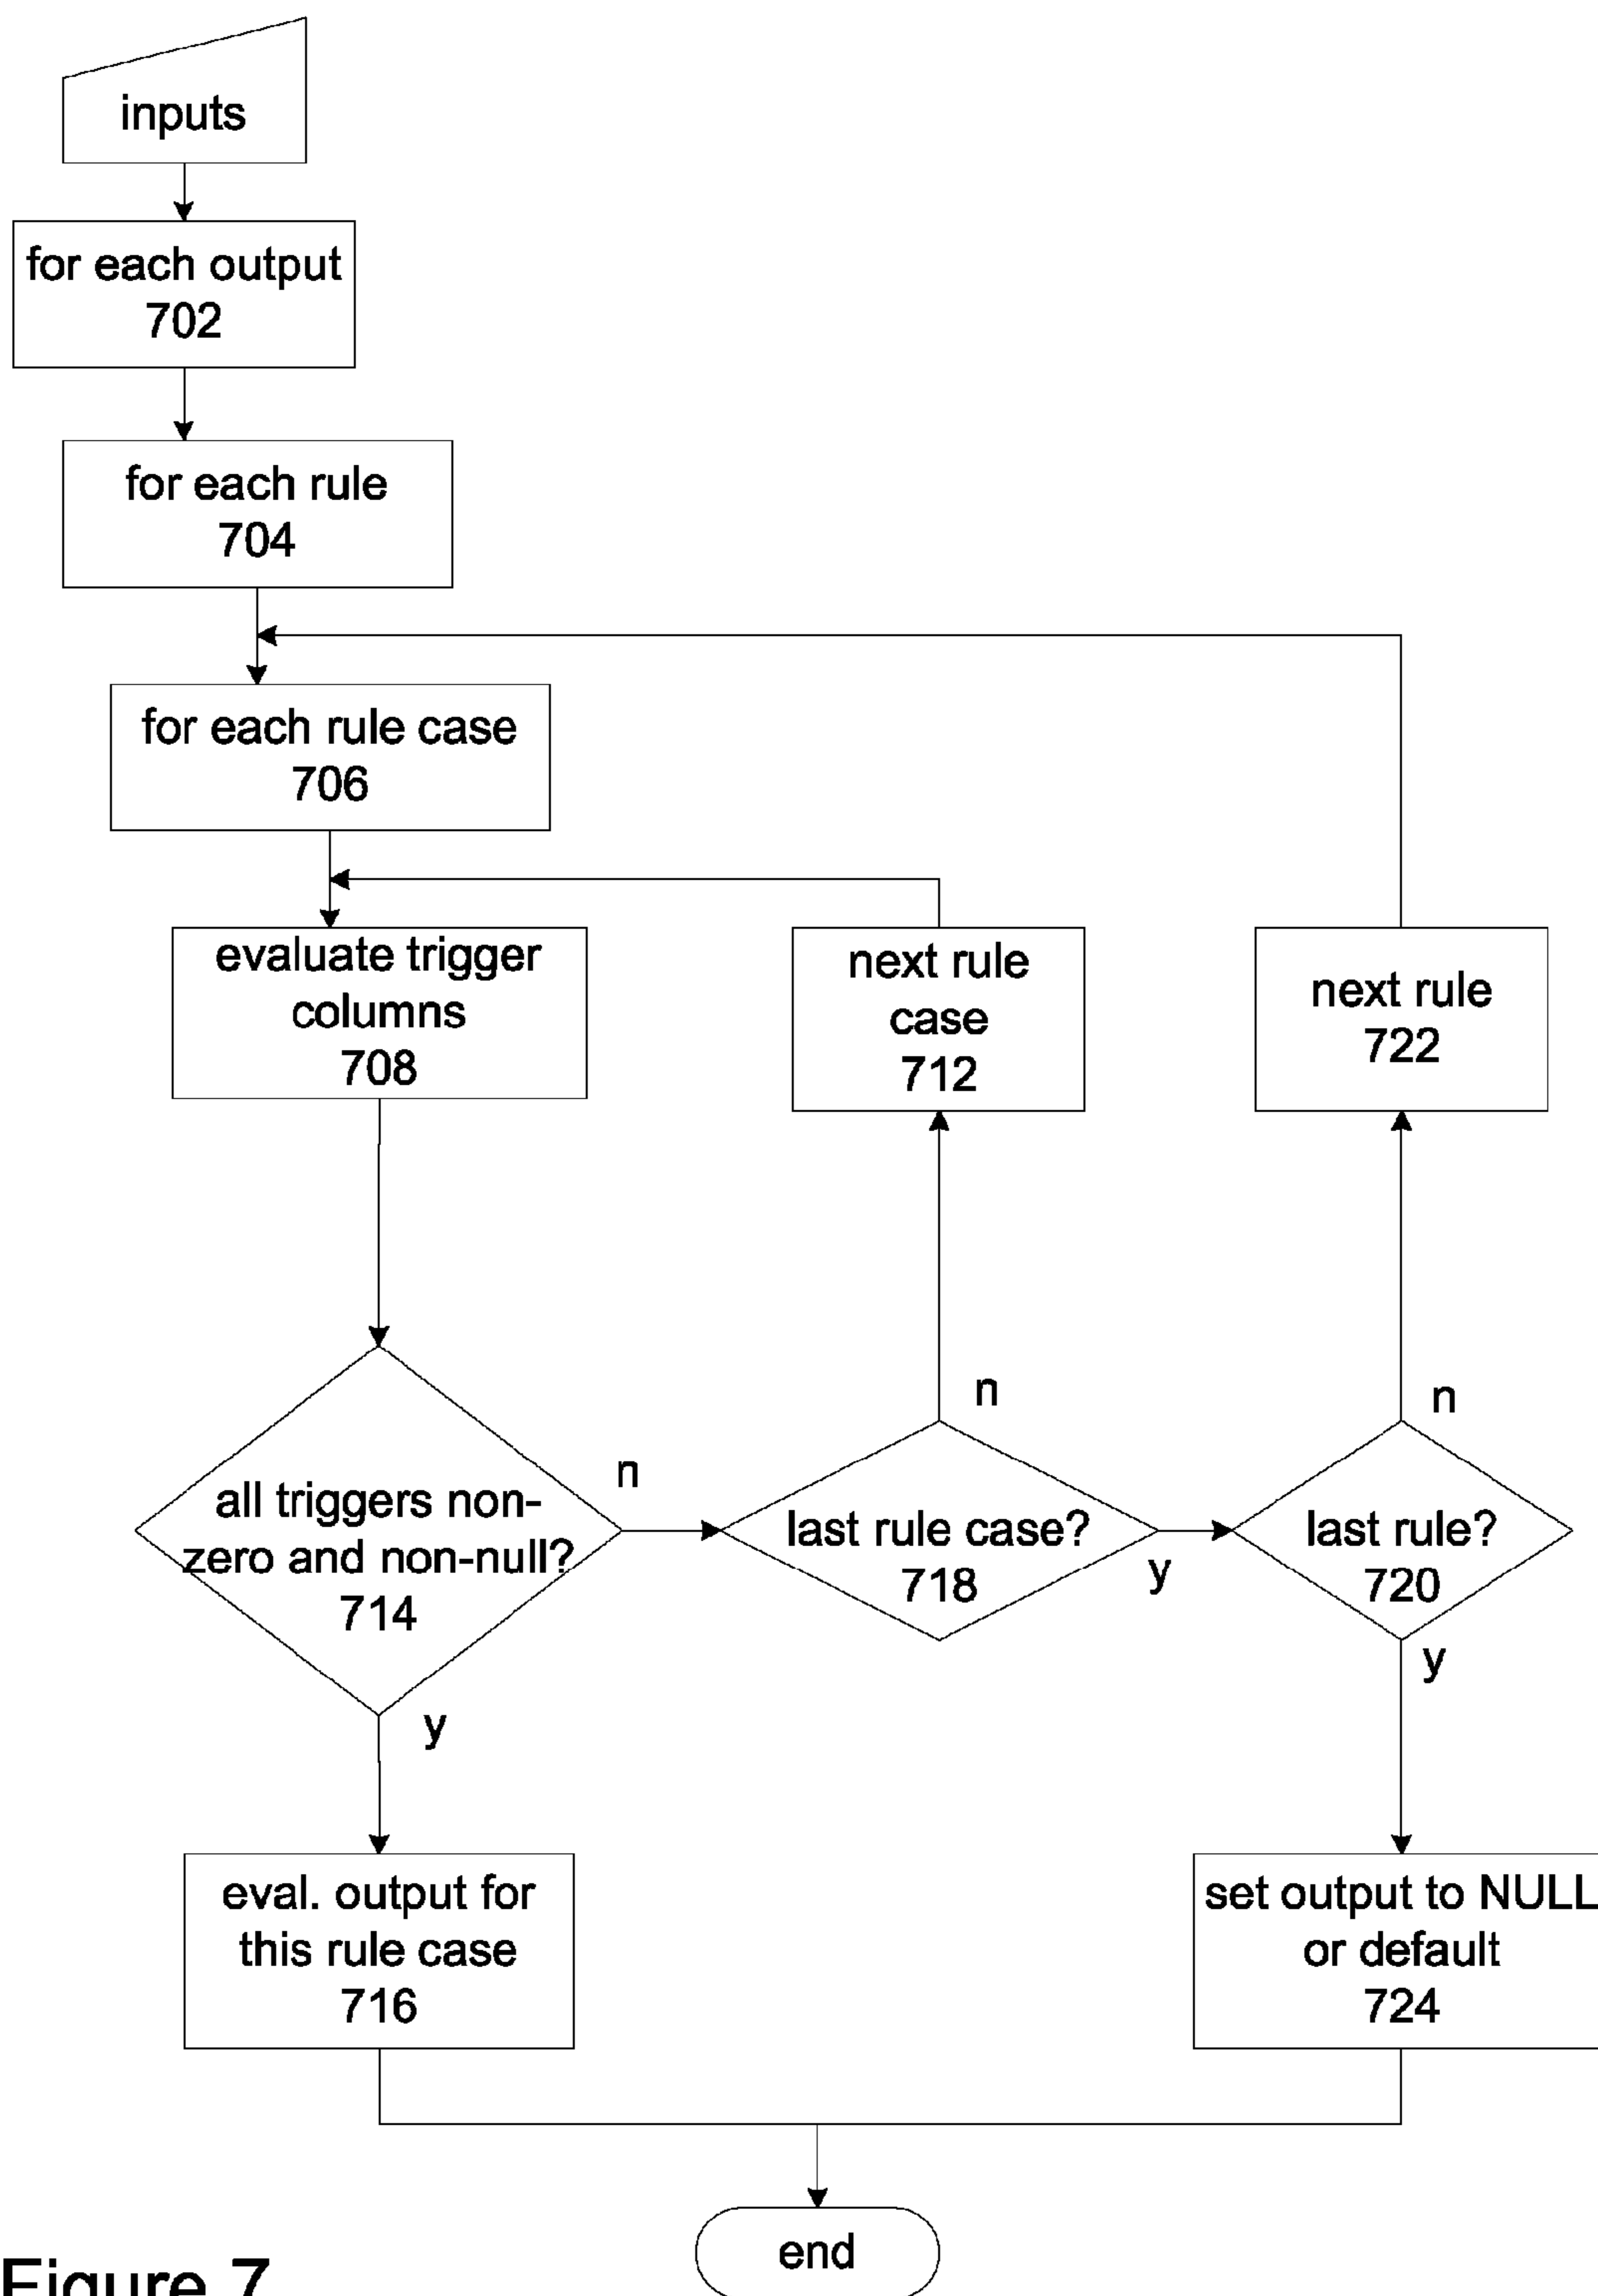 inputs
for each output
702
for each rule
704
for each rule case
706
evaluate trigger
columns
708
next rule
case
712
next rule
722
n
n
n
all triggers non-
zero and non-null?
714
last rule case?
718
y
last rule?
720
y
y
eval. output for
this rule case
716
set output to NULL
or default
724
end
Figure 7